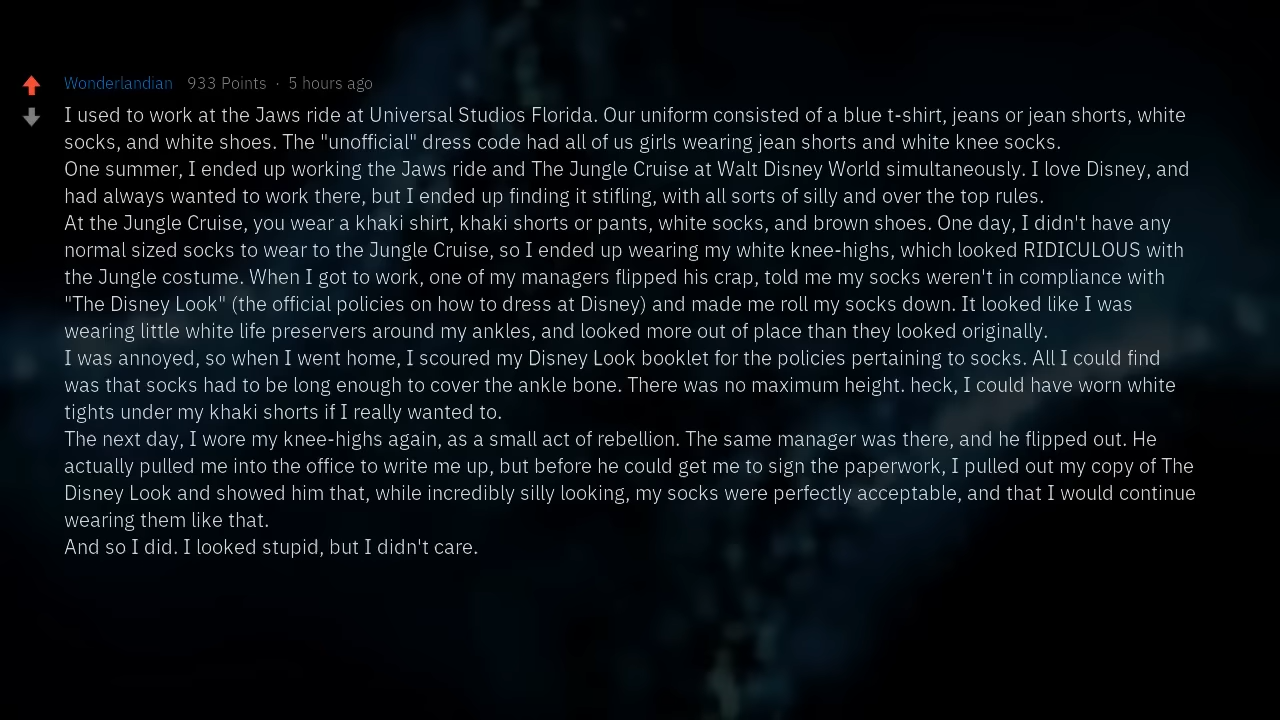 Wonderlandian 933 Points · 5 hours ago
I used to work at the Jaws ride at Universal Studios Florida. Our uniform consisted of a blue t-shirt, jeans or jean shorts, white
socks, and white shoes. The "unofficial" dress code had all of us girls wearing jean shorts and white knee socks.
One summer, I ended up working the Jaws ride and The Jungle Cruise at Walt Disney World simultaneously. I love Disney, and
had always wanted to work there, but I ended up finding it stifling, with all sorts of silly and over the top rules.
At the Jungle Cruise, you wear a khaki shirt, khaki shorts or pants, white socks, and brown shoes. One day, I didn't have any
normal sized socks to wear to the Jungle Cruise, so I ended up wearing my white knee-highs, which looked RIDICULOUS with
the Jungle costume. When I got to work, one of my managers flipped his crap, told me my socks weren't in compliance with
"The Disney Look" (the official policies on how to dress at Disney) and made me roll my socks down. It looked like I was
wearing little white life preservers around my ankles, and looked more out of place than they looked originally.
I was annoyed, so when I went home, I scoured my Disney Look booklet for the policies pertaining to socks. All I could find
was that socks had to be long enough to cover the ankle bone. There was no maximum height. heck, I could have worn white
tights under my khaki shorts if I really wanted to.
The next day, I wore my knee-highs again, as a small act of rebellion. The same manager was there, and he flipped out. He
actually pulled me into the office to write me up, but before he could get me to sign the paperwork, I pulled out my copy of The
Disney Look and showed him that, while incredibly silly looking, my socks were perfectly acceptable, and that I would continue
wearing them like that.
And so I did. I looked stupid, but I didn't care.